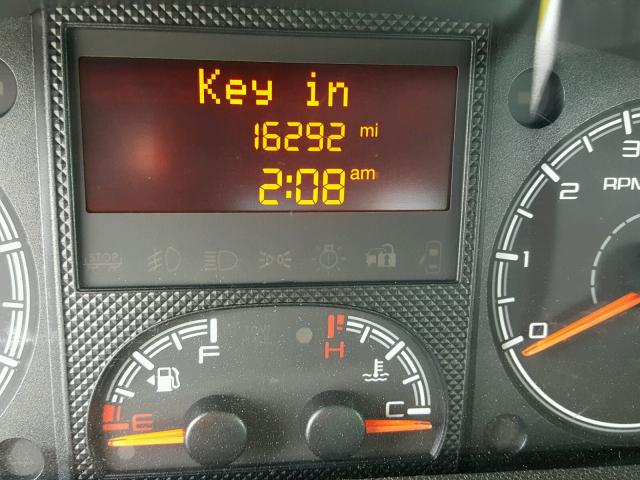 Key in
16292 mi
2:08 am
STOP
3
2
RPM
1
0
F
H
E
C